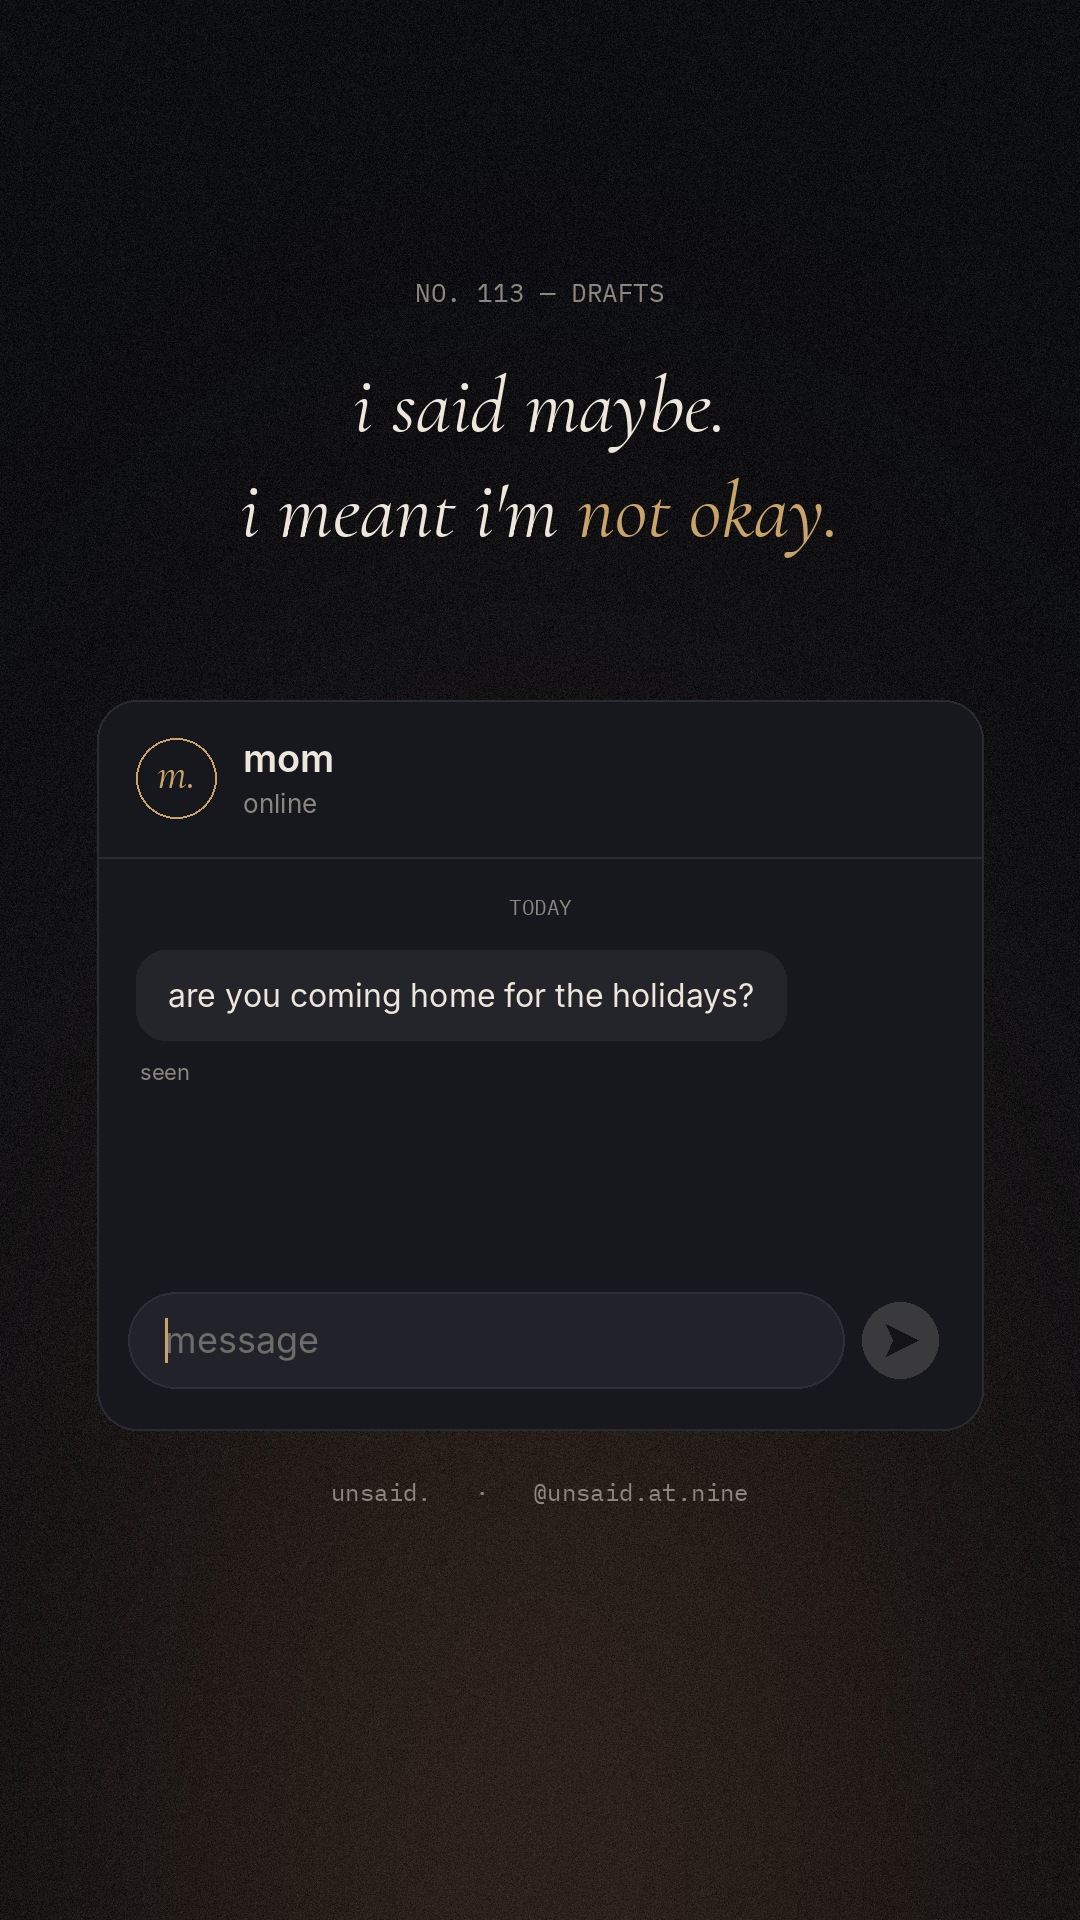 NO. 113 — DRAFTS
i said maybe.
i meant i'm not okay.
m.
mom
online
TODAY
are you coming home for the holidays?
seen
message
unsaid. · @unsaid.at.nine